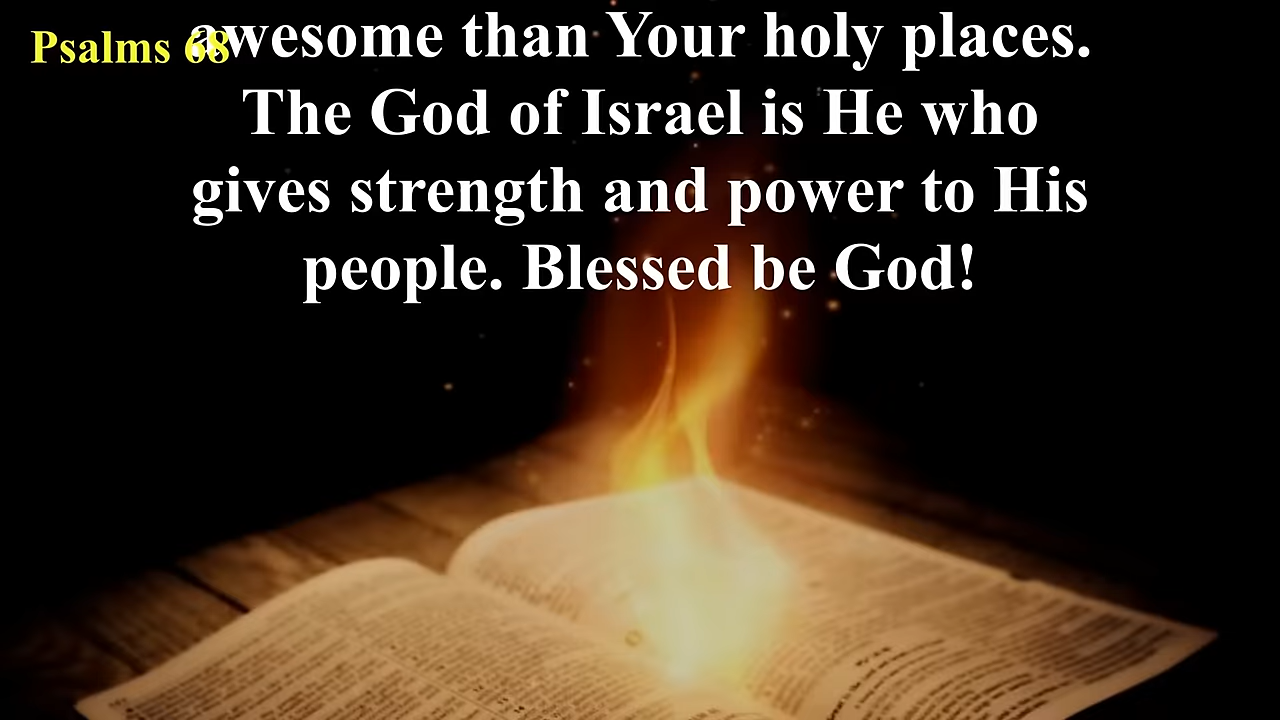 Psalms 68
awesome than Your holy places.
The God of Israel is He who
gives strength and power to His
people. Blessed be God!